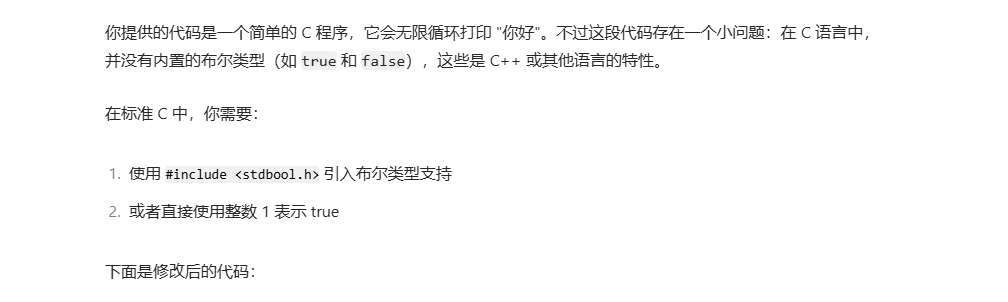 你提供的代码是一个简单的 C 程序，它会无限循环打印 "你好"。不过这段代码存在一个小问题：在 C 语言中，
并没有内置的布尔类型（如 true 和 false），这些是 C++ 或其他语言的特性。
在标准 C 中，你需要：
1. 使用 #include <stdbool.h> 引入布尔类型支持
2. 或者直接使用整数 1 表示 true
下面是修改后的代码：